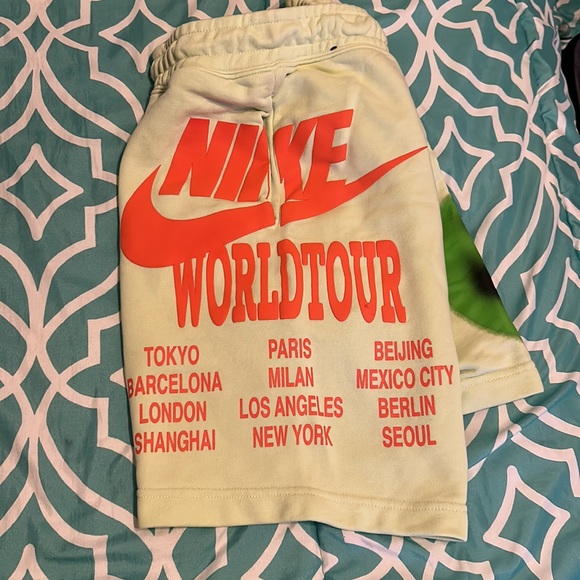 NIKE
WORLDTOUR
TOKYO PARIS BEIJING
BARCELONA MILAN MEXICO CITY
LONDON LOS ANGELES BERLIN
SHANGHAI NEW YORK SEOUL